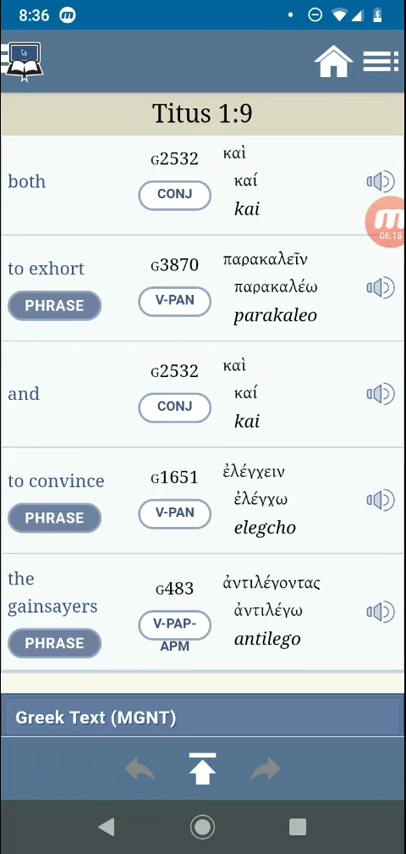 8:36
Titus 1:9
both
G2532
CONJ
καὶ
καί
kai
06:18
to exhort
PHRASE
G3870
V-PAN
παρακαλεῖν
παρακαλέω
parakaleo
and
G2532
CONJ
καὶ
καί
kai
to convince
PHRASE
G1651
V-PAN
ἐλέγχειν
ἐλέγχω
elegcho
the
gainsayers
PHRASE
G483
V-PAP-
APM
ἀντιλέγοντας
ἀντιλέγω
antilego
Greek Text (MGNT)